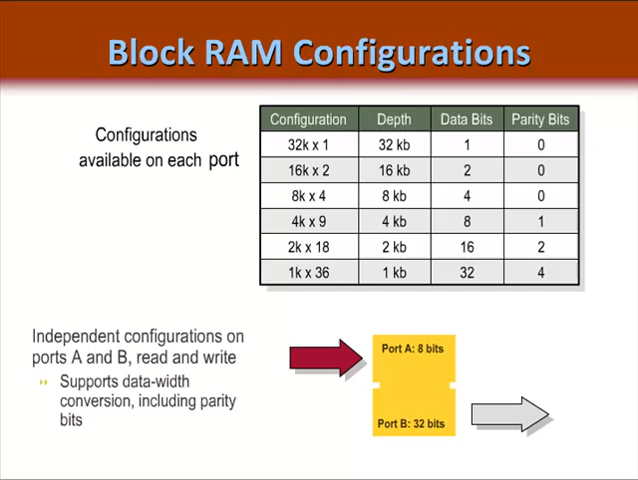 Block RAM Configurations
Configurations
available on each port
Configuration Depth Data Bits Parity Bits
32k x 1 32 kb 1 0
16k x 2 16 kb 2 0
8k x 4 8 kb 4 0
4k x 9 4 kb 8 1
2k x 18 2 kb 16 2
1k x 36 1 kb 32 4
Independent configurations on
ports A and B, read and write
Supports data-width
conversion, including parity
bits
Port A: 8 bits
Port B: 32 bits